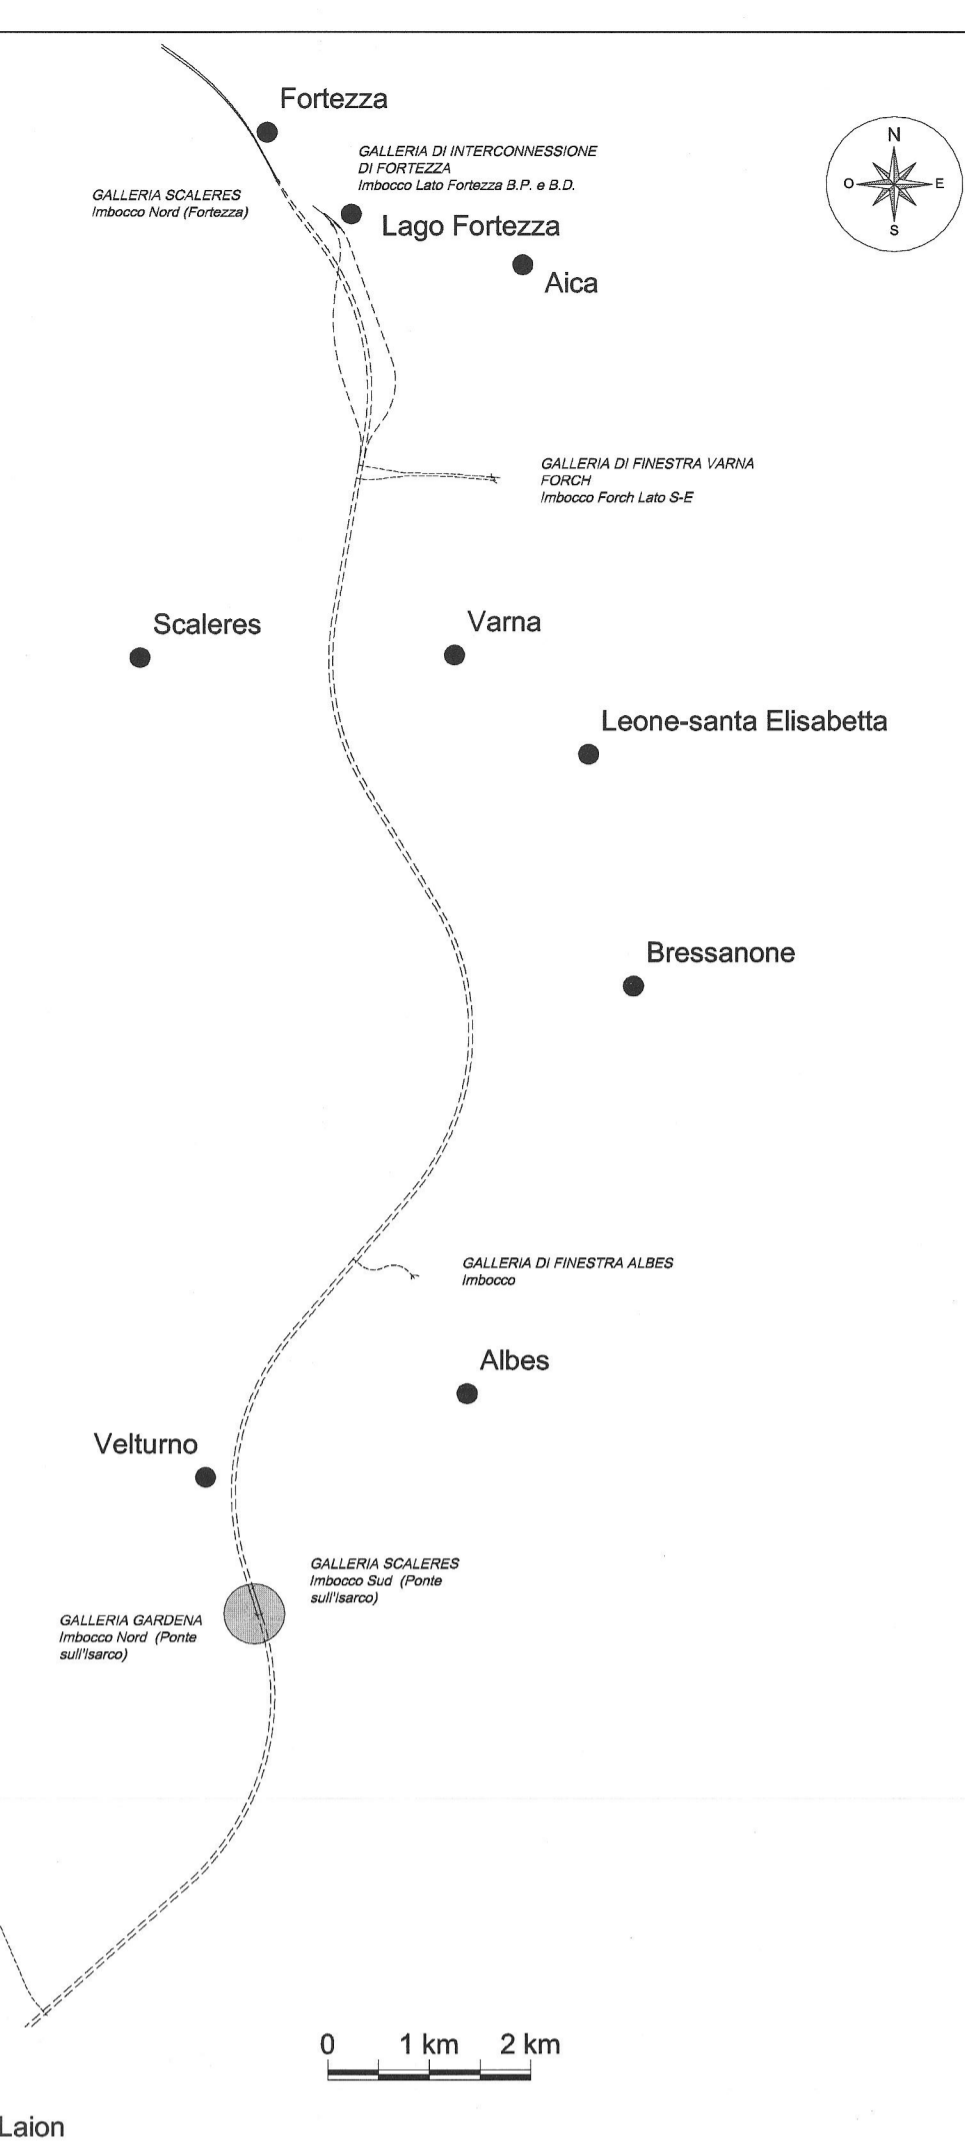 Fortezza
GALLERIA DI INTERCONNESSIONE
DI FORTEZZA
Imbocco Lato Fortezza B.P. e B.D.
GALLERIA SCALERES
Imbocco Nord (Fortezza)
N
O
E
S
Lago Fortezza
Aica
GALLERIA DI FINESTRA VARNA
FORCH
Imbocco Forch Lato S-E
Scaleres
Varna
Leone-santa Elisabetta
Bressanone
GALLERIA DI FINESTRA ALBES
Imbocco
Albes
Velturno
GALLERIA SCALERES
Imbocco Sud (Ponte
sull'Isarco)
GALLERIA GARDENA
Imbocco Nord (Ponte
sull'Isarco)
0 1 km 2 km
Laion